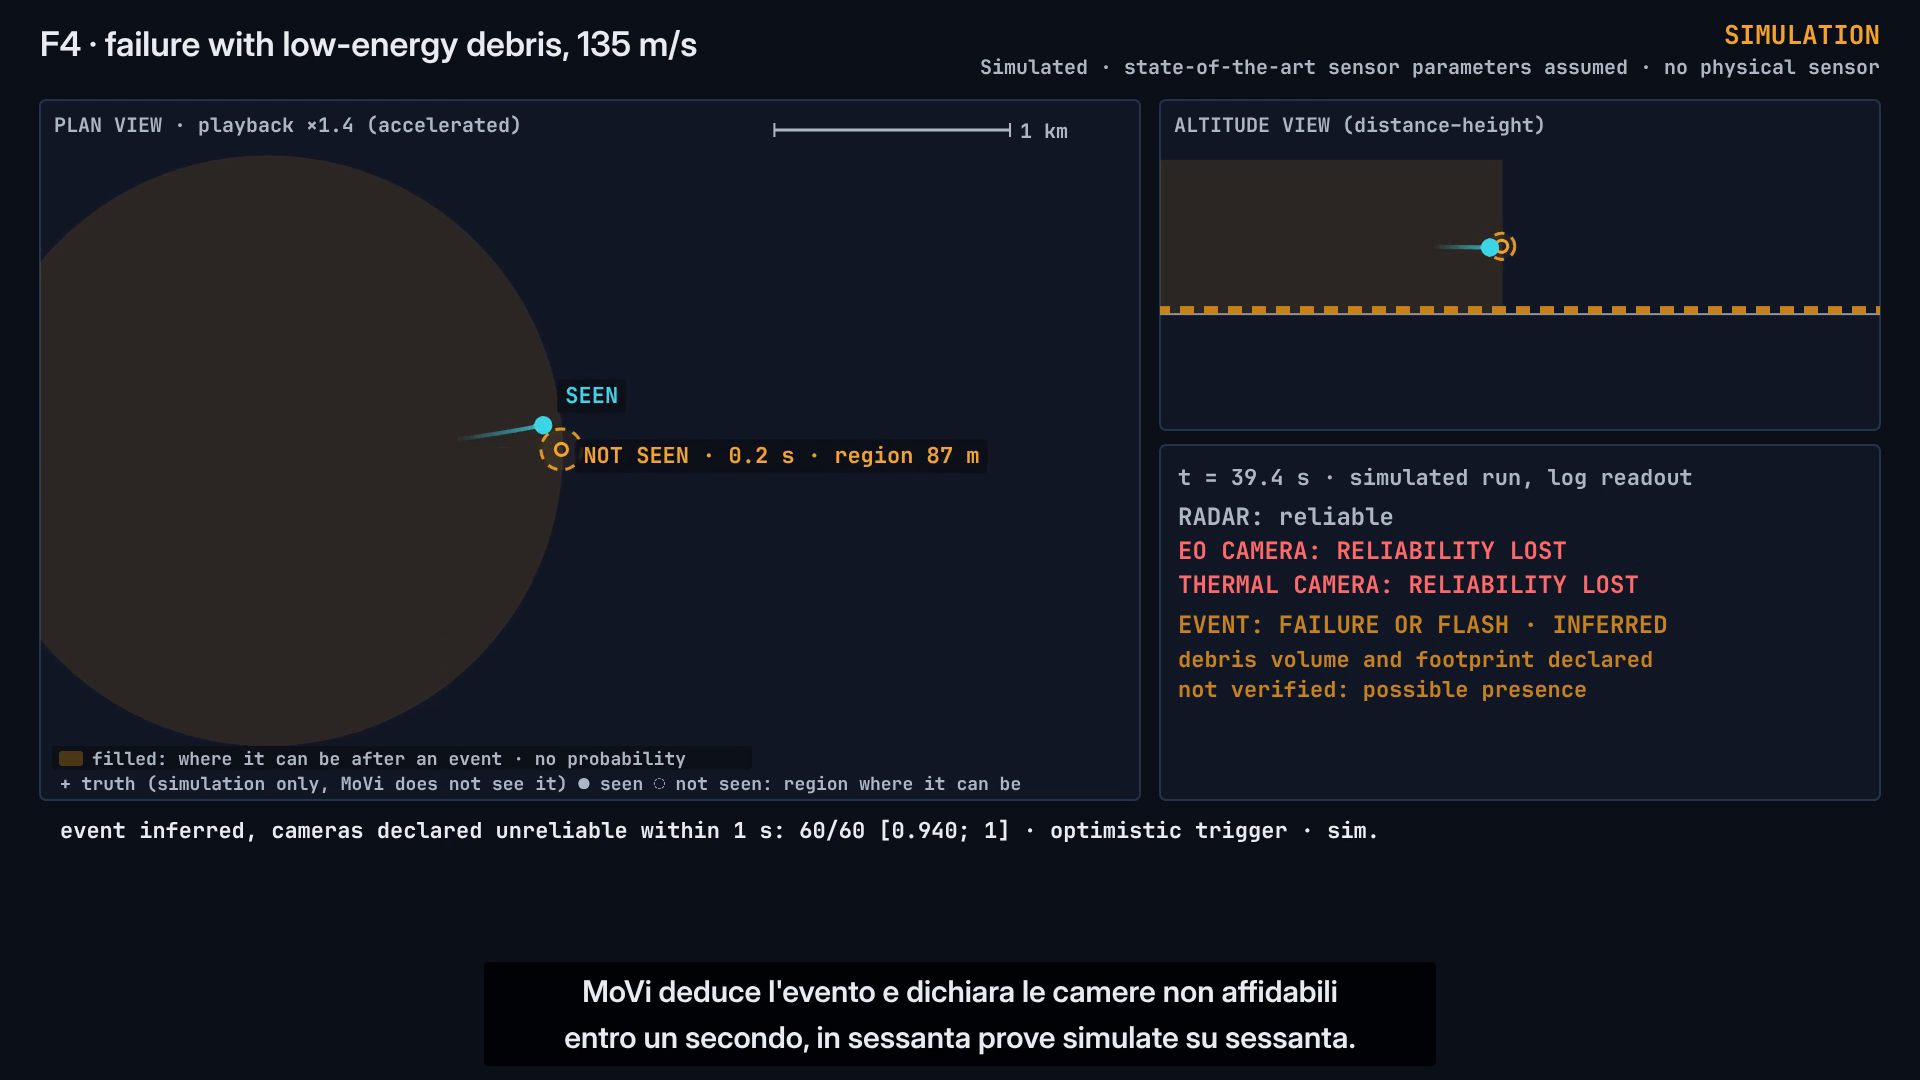 F4 · failure with low-energy debris, 135 m/s
SIMULATION
Simulated · state-of-the-art sensor parameters assumed · no physical sensor
PLAN VIEW · playback ×1.4 (accelerated)
1 km
SEEN
NOT SEEN · 0.2 s · region 87 m
filled: where it can be after an event · no probability
+ truth (simulation only, MoVi does not see it) ● seen ◌ not seen: region where it can be
ALTITUDE VIEW (distance-height)
t = 39.4 s · simulated run, log readout
RADAR: reliable
EO CAMERA: RELIABILITY LOST
THERMAL CAMERA: RELIABILITY LOST
EVENT: FAILURE OR FLASH · INFERRED
debris volume and footprint declared
not verified: possible presence
event inferred, cameras declared unreliable within 1 s: 60/60 [0.940; 1] · optimistic trigger · sim.
MoVi deduce l'evento e dichiara le camere non affidabili
entro un secondo, in sessanta prove simulate su sessanta.